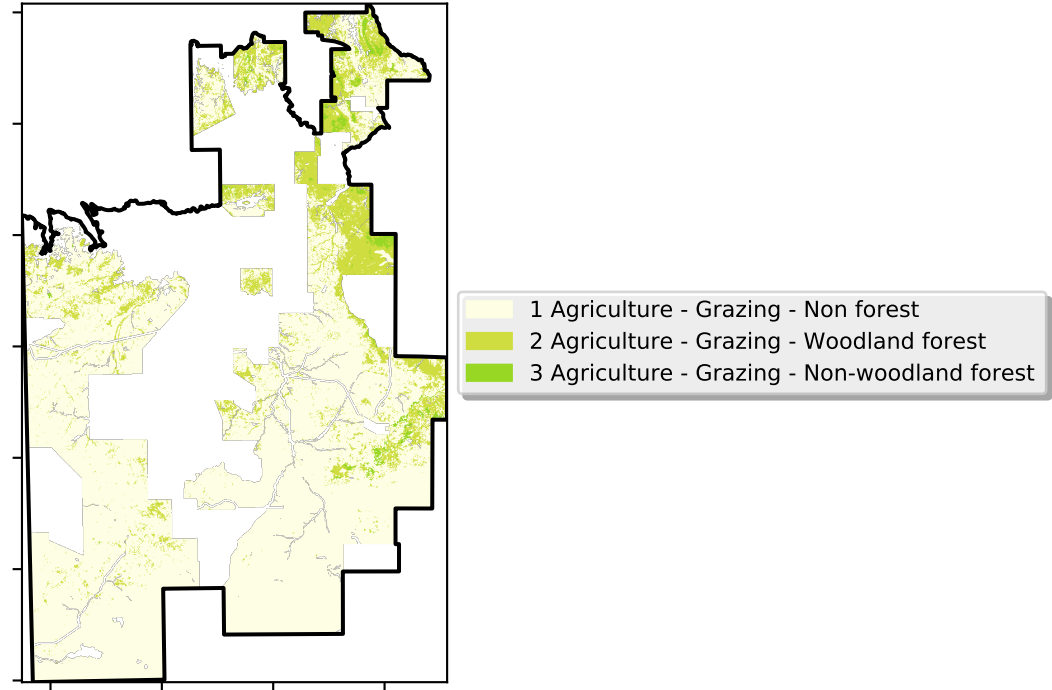 1 Agriculture - Grazing - Non forest
2 Agriculture - Grazing - Woodland forest
3 Agriculture - Grazing - Non-woodland forest